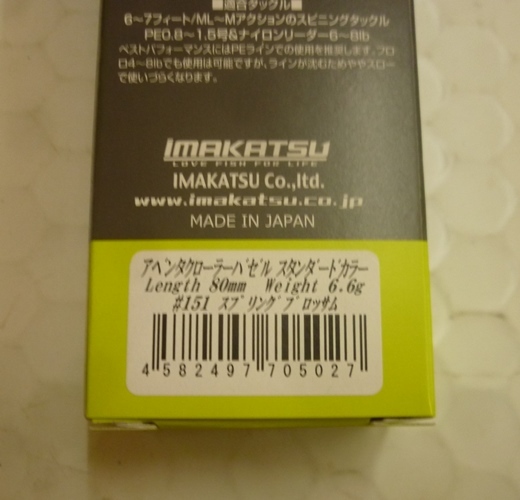 ■適合タックル■
6~7フィート/ML~Mアクションのスピニングタックル
PE0.8~1.5号&ナイロンリーダー6~8lb
ベストパフォーマンスにはPEラインでの使用を推奨します。フロ
ロ4~8lbでも使用は可能ですが、ラインが沈むためややスロー
で使いづらくなります。
IMAKATSU
LOVE FISH FOR LIFE
IMAKATSU Co.,ltd.
www.imakatsu.co.jp
MADE IN JAPAN
アベンタクローラーバゼル スタンダードカラー
Length 80mm Weight 6.6g
#151 スプリングブロッサム
4 582497 705027